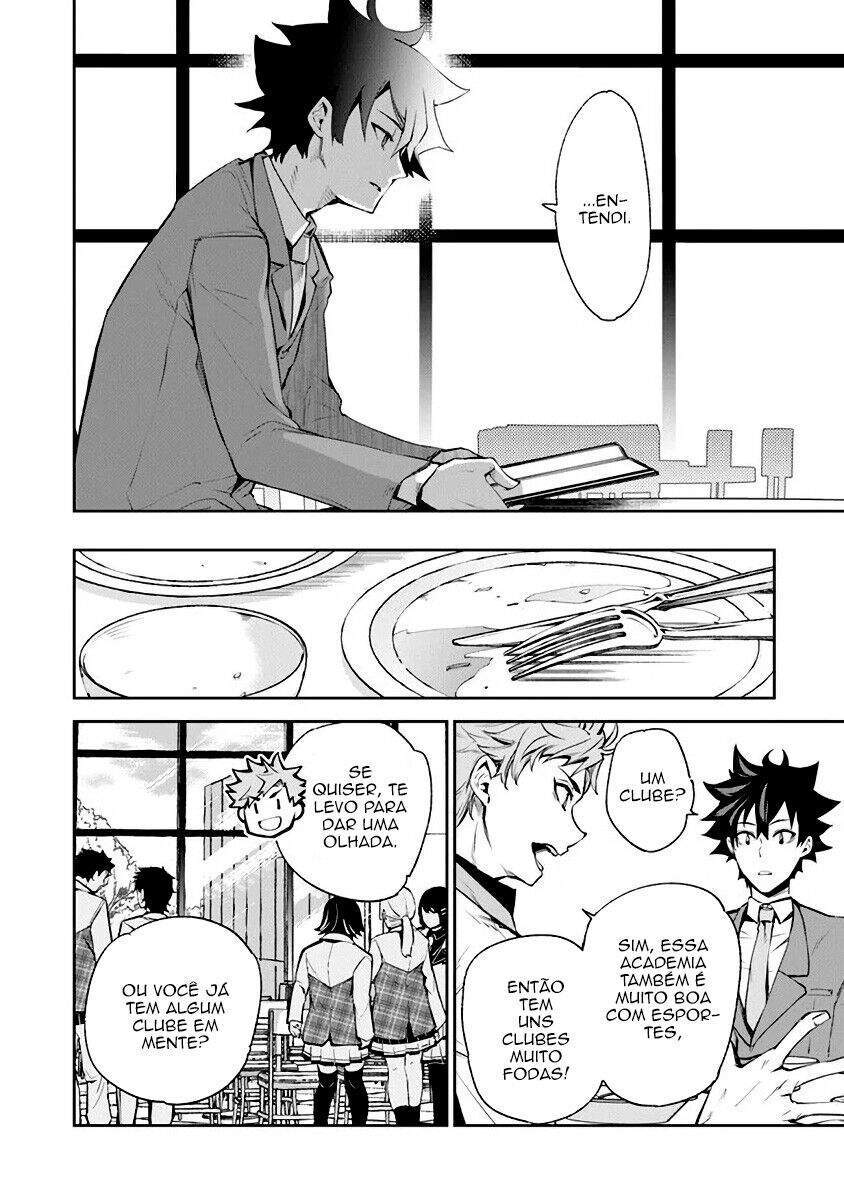 ...EN-
TENDI.
UM
CLUBE?
SIM, ESSA
ACADEMIA
TAMBÉM É
MUITO BOA
COM ESPOR-
TES,
ENTÃO
TEM
UNS
CLUBES
MUITO
FODAS!
SE
QUISER, TE
LEVO PARA
DAR UMA
OLHADA.
OU VOCÊ JÁ
TEM ALGUM
CLUBE EM
MENTE?